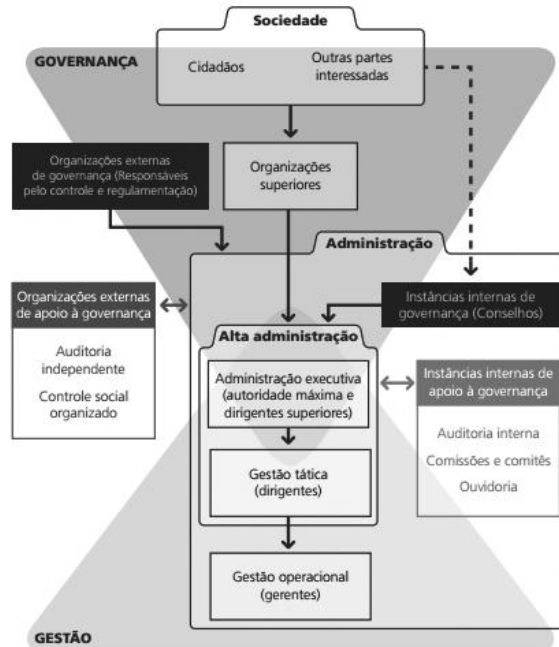 Sociedade
GOVERNANÇA
Cidadãos
Outras partes
interessadas
Organizações externas
de governança (Responsáveis
pelo controle e regulamentação)
Organizações
superiores
Administração
Organizações externas
de apoio à governança
Auditoria
independente
Controle social
organizado
Instâncias internas de
governança (Conselhos)
Alta administração
Administração executiva
(autoridade máxima e
dirigentes superiores)
Instâncias internas de
apoio à governança
Auditoria interna
Comissões e comitês
Ouvidoria
Gestão tática
(dirigentes)
Gestão operacional
(gerentes)
GESTÃO